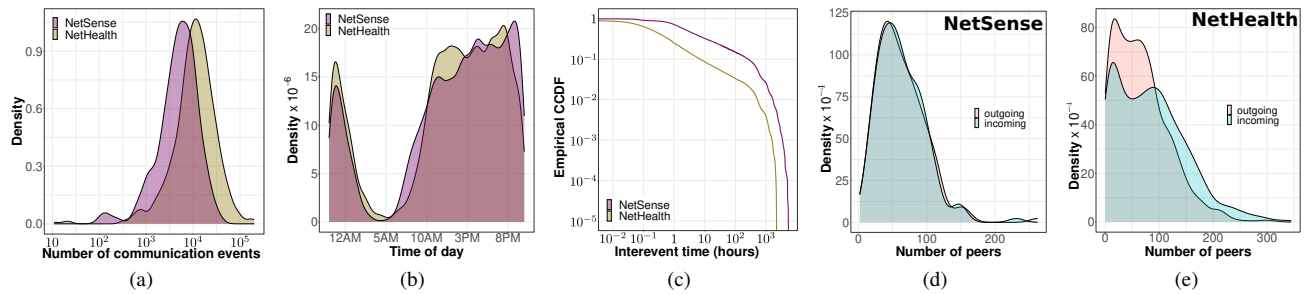 NetSense
NetHealth
Density
0.0
0.3
0.6
0.9
10
10²
10³
10⁴
10⁵
Number of communication events
(a)
NetSense
NetHealth
Density x 10⁻⁶
0
5
10
15
20
12AM
5AM
10AM
3PM
8PM
Time of day
(b)
Empirical CCDF
1
10⁻¹
10⁻²
10⁻³
10⁻⁴
10⁻⁵
NetSense
NetHealth
10⁻²
10⁻¹
1
10
10²
10³
Interevent time (hours)
(c)
NetSense
Density x 10⁻⁴
0
25
50
75
100
125
outgoing
incoming
0
100
200
Number of peers
(d)
NetHealth
Density x 10⁻⁴
0
20
40
60
80
outgoing
incoming
0
100
200
300
Number of peers
(e)